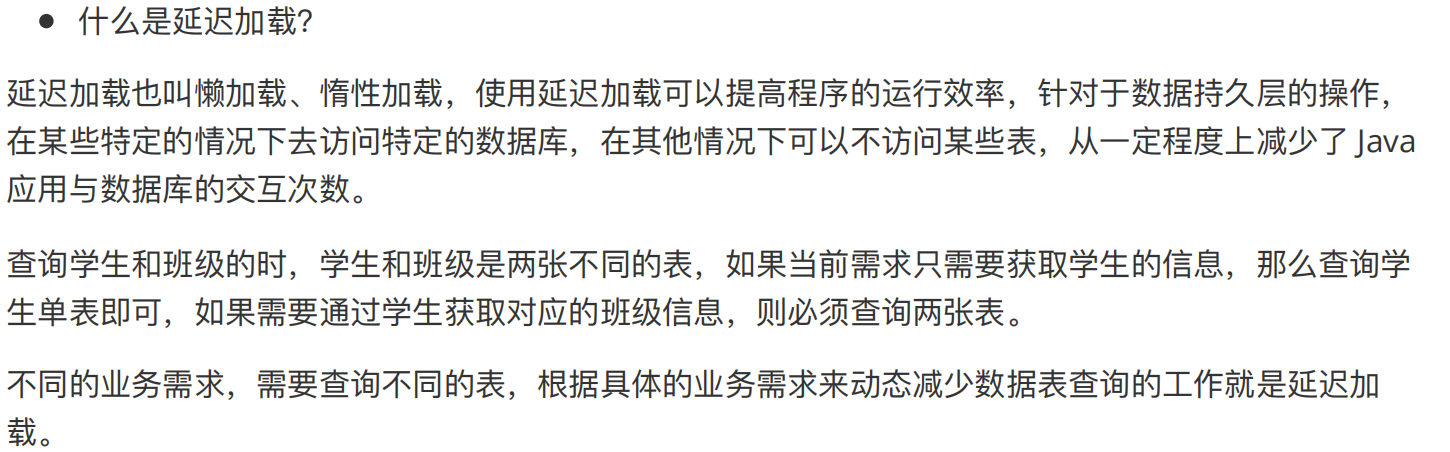 什么是延迟加载?
延迟加载也叫懒加载、惰性加载，使用延迟加载可以提高程序的运行效率，针对于数据持久层的操作，
在某些特定的情况下去访问特定的数据库，在其他情况下可以不访问某些表，从一定程度上减少了 Java
应用与数据库的交互次数。
查询学生和班级的时，学生和班级是两张不同的表，如果当前需求只需要获取学生的信息，那么查询学
生单表即可，如果需要通过学生获取对应的班级信息，则必须查询两张表。
不同的业务需求，需要查询不同的表，根据具体的业务需求来动态减少数据表查询的工作就是延迟加
载。